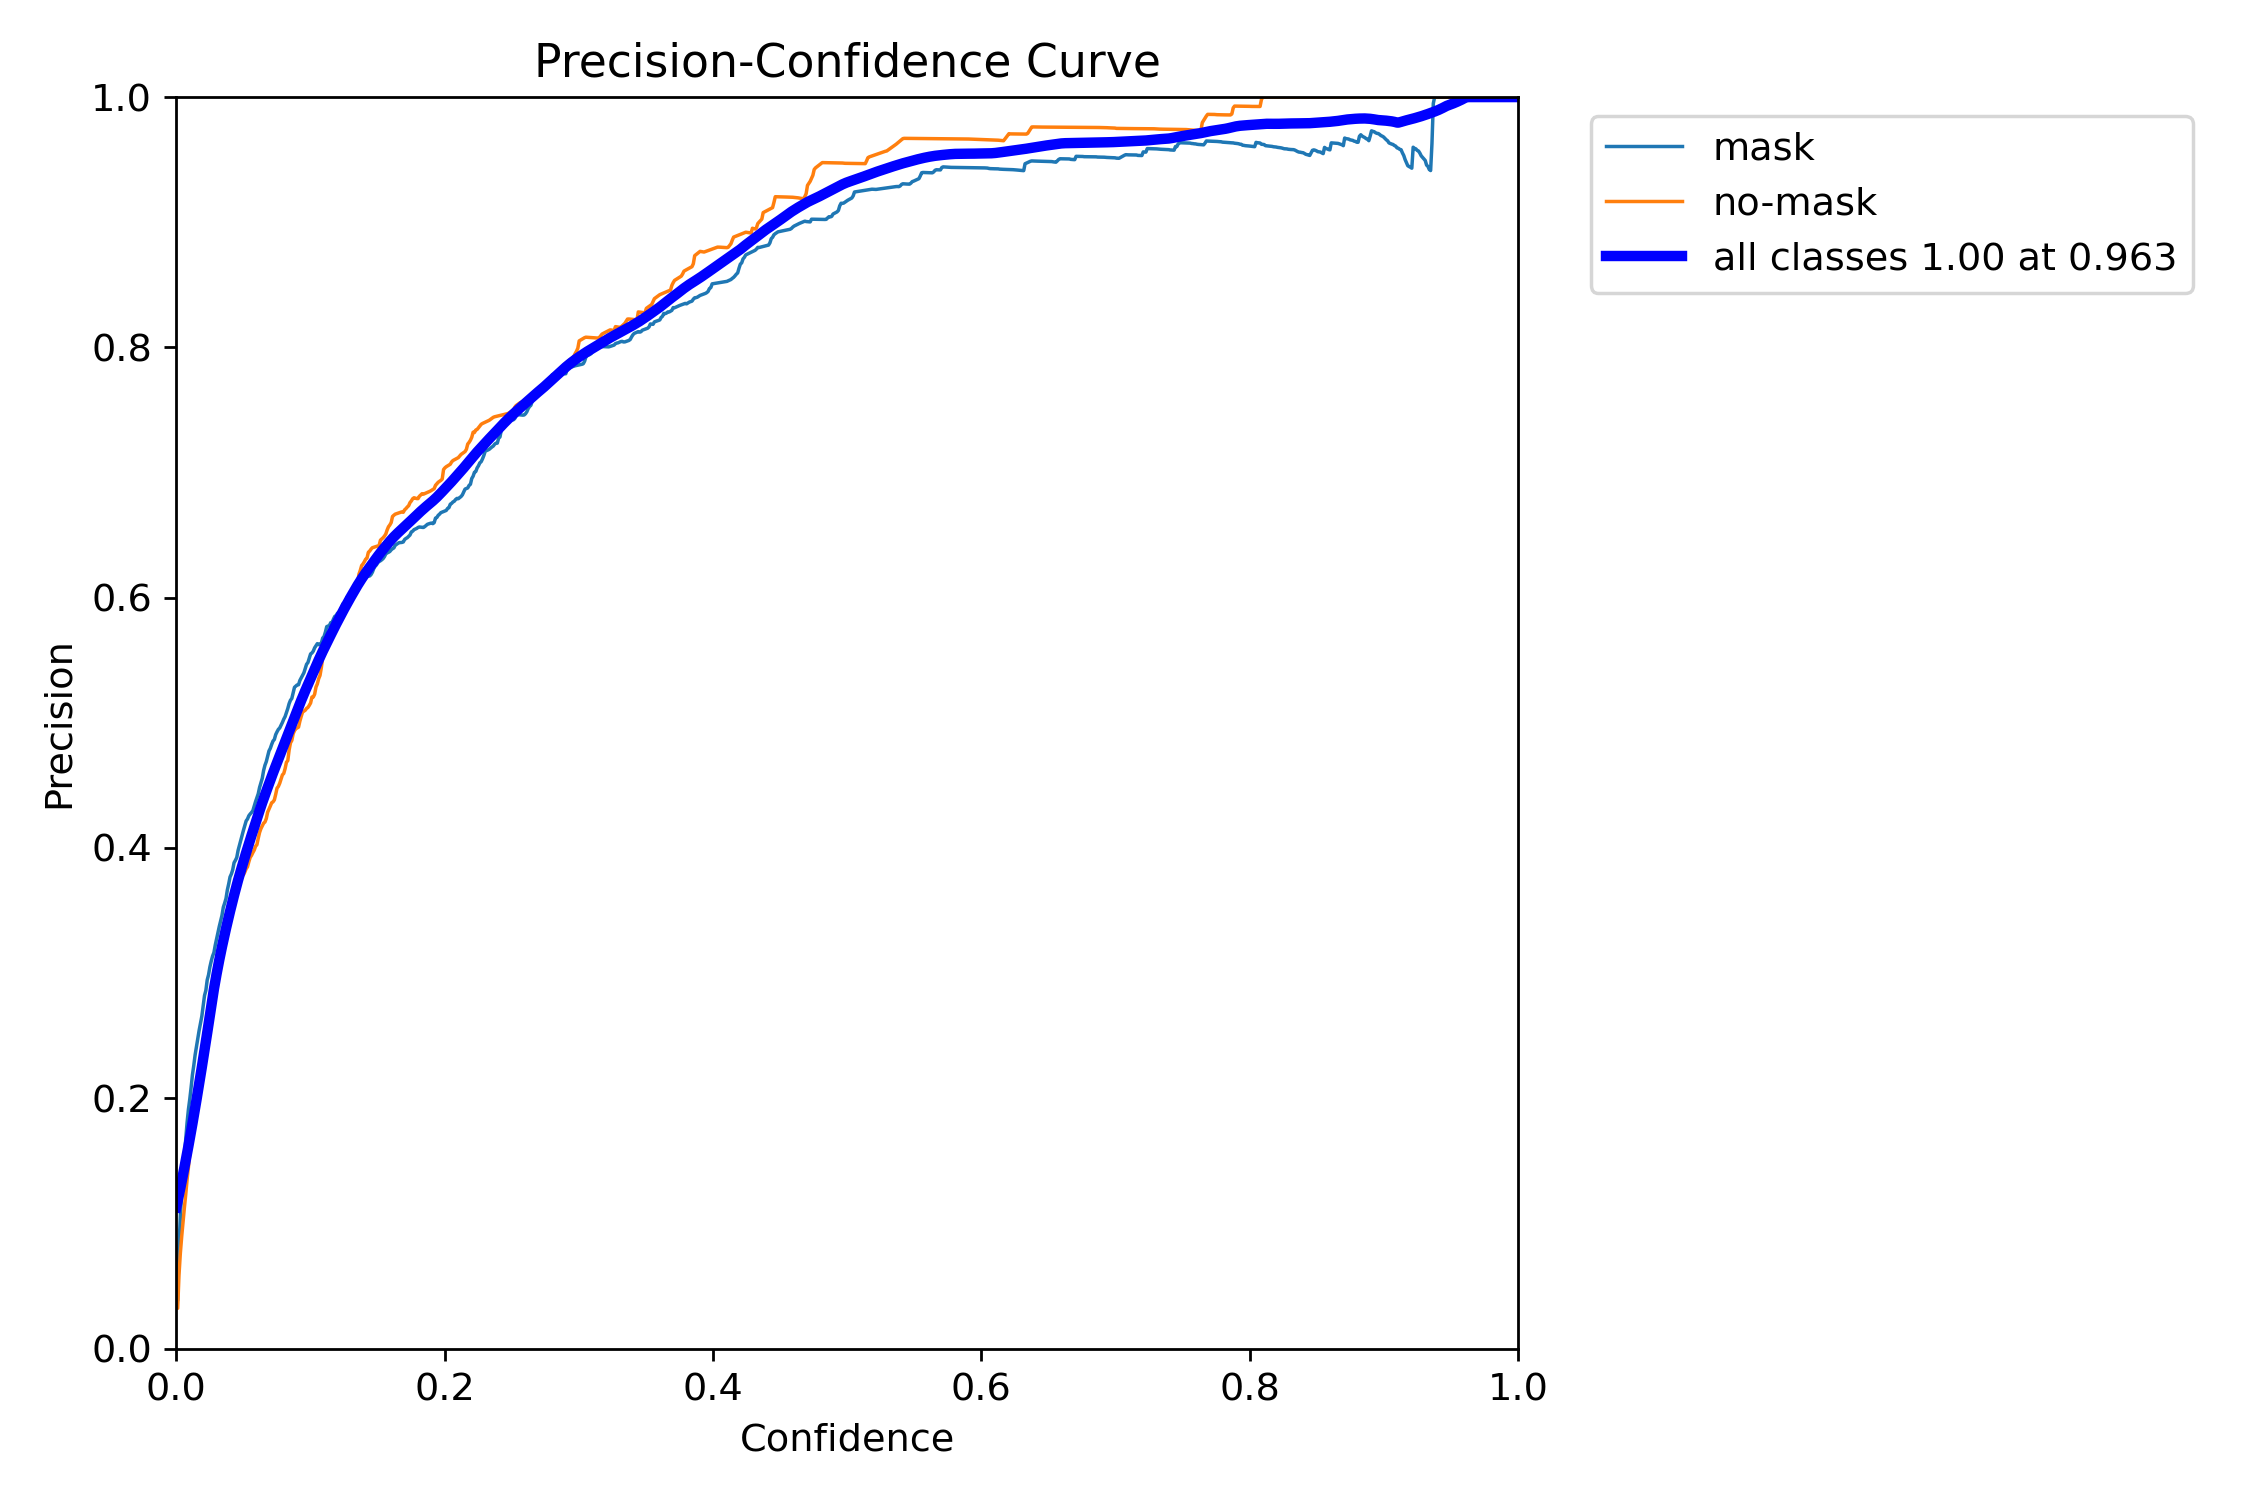 Precision-Confidence Curve
1.0
0.8
0.6
0.4
0.2
0.0
Precision
0.0 0.2 0.4 0.6 0.8 1.0
Confidence
mask
no-mask
all classes 1.00 at 0.963